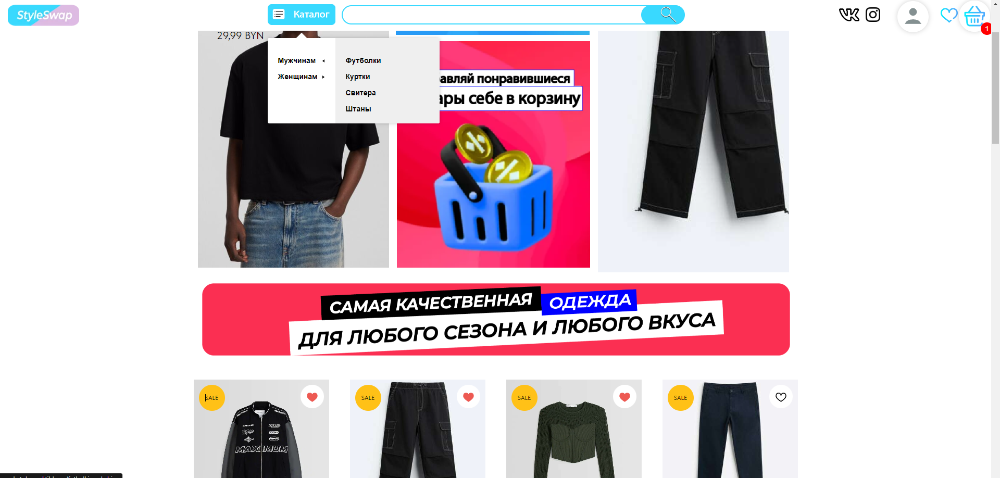 StyleSwap
Каталог
1
29,99 BYN
Мужчинам
Женщинам
Футболки
Куртки
Свитера
Штаны
авляй понравившиеся
ары себе в корзину
САМАЯ КАЧЕСТВЕННАЯ
ОДЕЖДА
ДЛЯ ЛЮБОГО СЕЗОНА И ЛЮБОГО ВКУСА
SALE
SALE
SALE
SALE
MAXIMUM